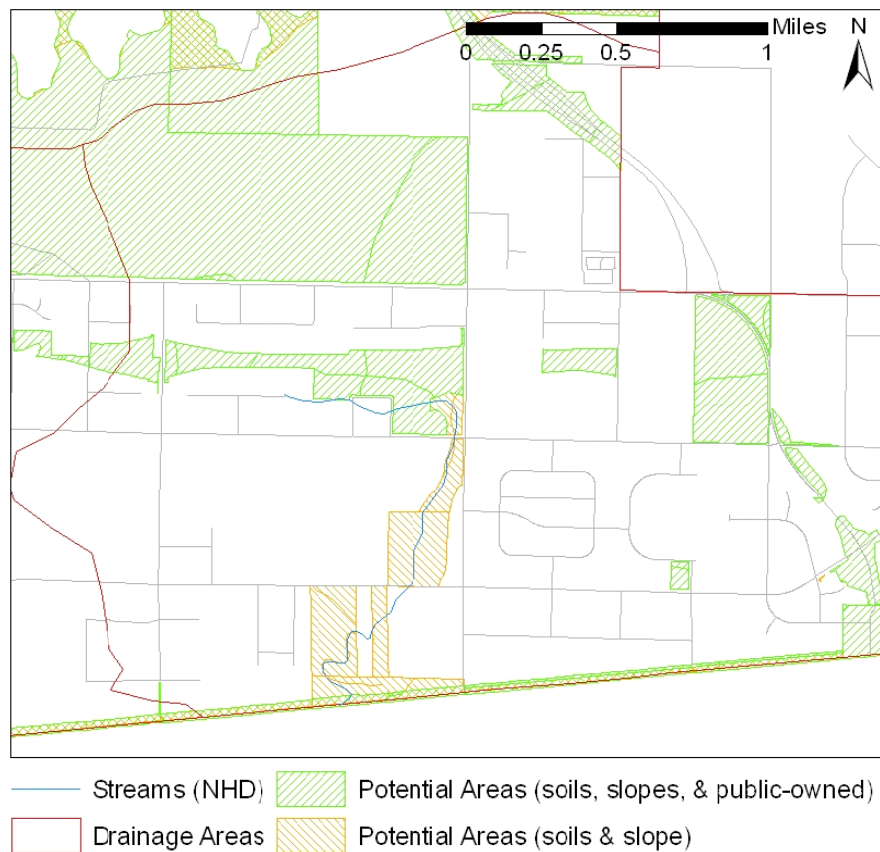 Miles N
0 0.25 0.5 1
Streams (NHD) Potential Areas (soils, slopes, & public-owned)
Drainage Areas Potential Areas (soils & slope)